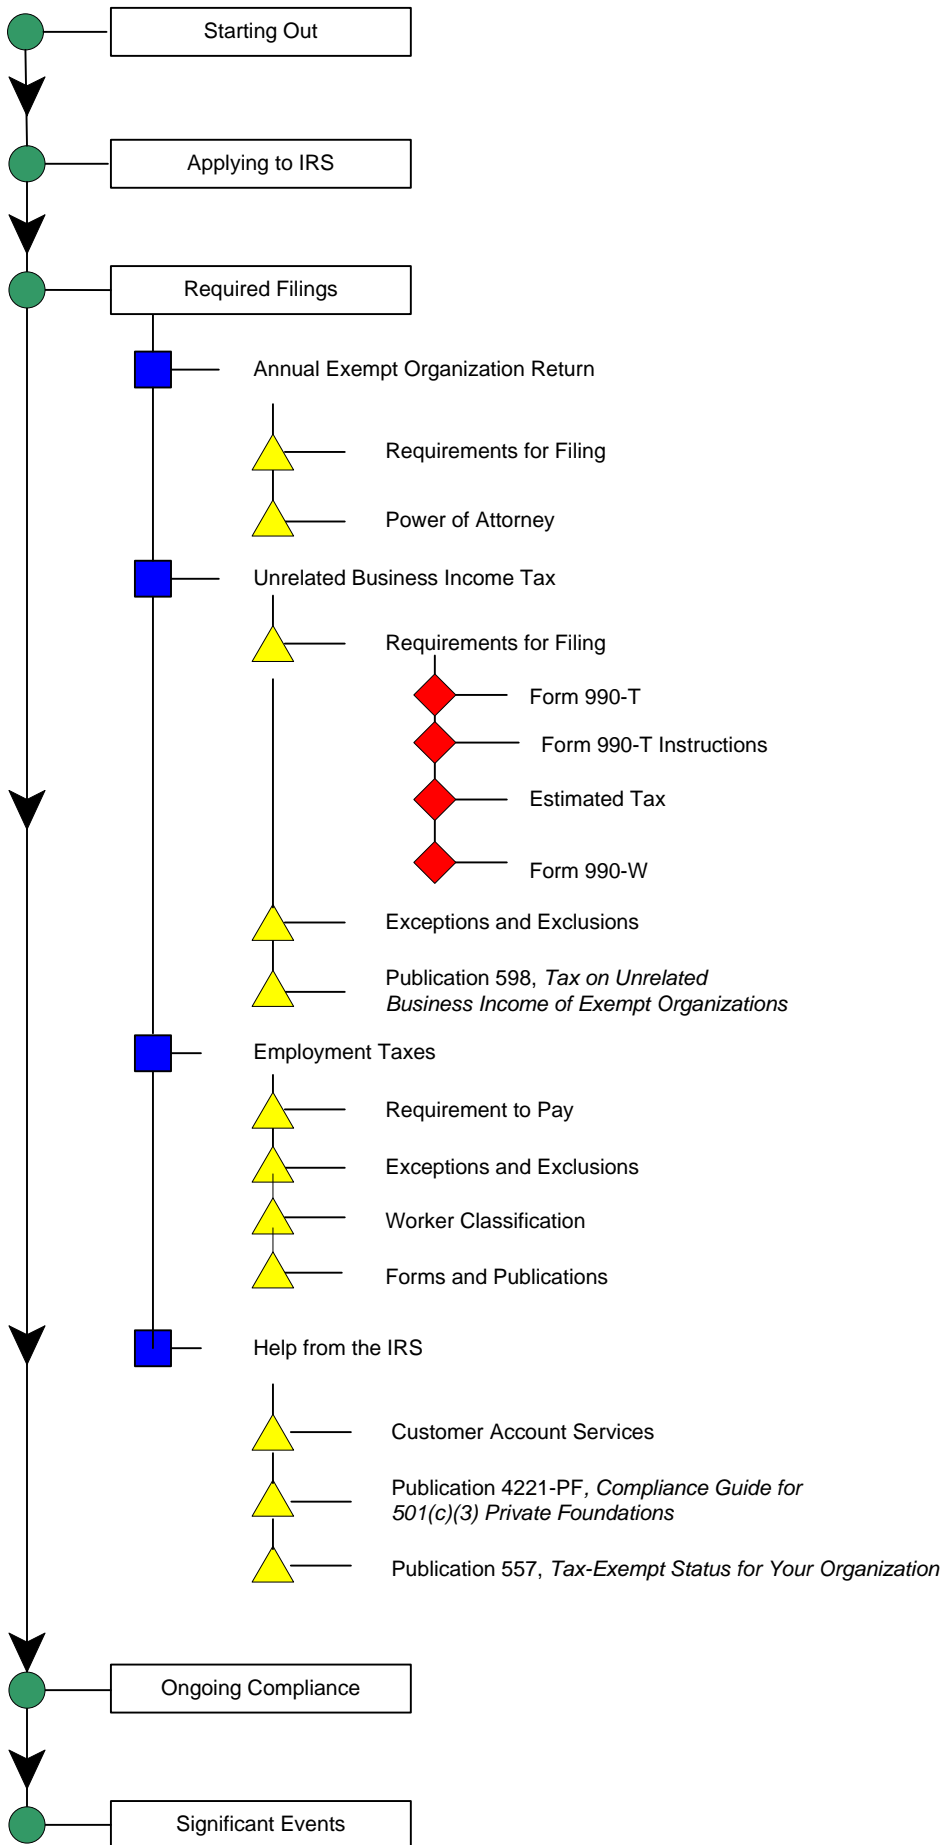 Starting Out
Applying to IRS
Required Filings
Annual Exempt Organization Return
Requirements for Filing
Power of Attorney
Unrelated Business Income Tax
Requirements for Filing
Form 990-T
Form 990-T Instructions
Estimated Tax
Form 990-W
Exceptions and Exclusions
Publication 598, Tax on Unrelated
Business Income of Exempt Organizations
Employment Taxes
Requirement to Pay
Exceptions and Exclusions
Worker Classification
Forms and Publications
Help from the IRS
Customer Account Services
Publication 4221-PF, Compliance Guide for
501(c)(3) Private Foundations
Publication 557, Tax-Exempt Status for Your Organization
Ongoing Compliance
Significant Events